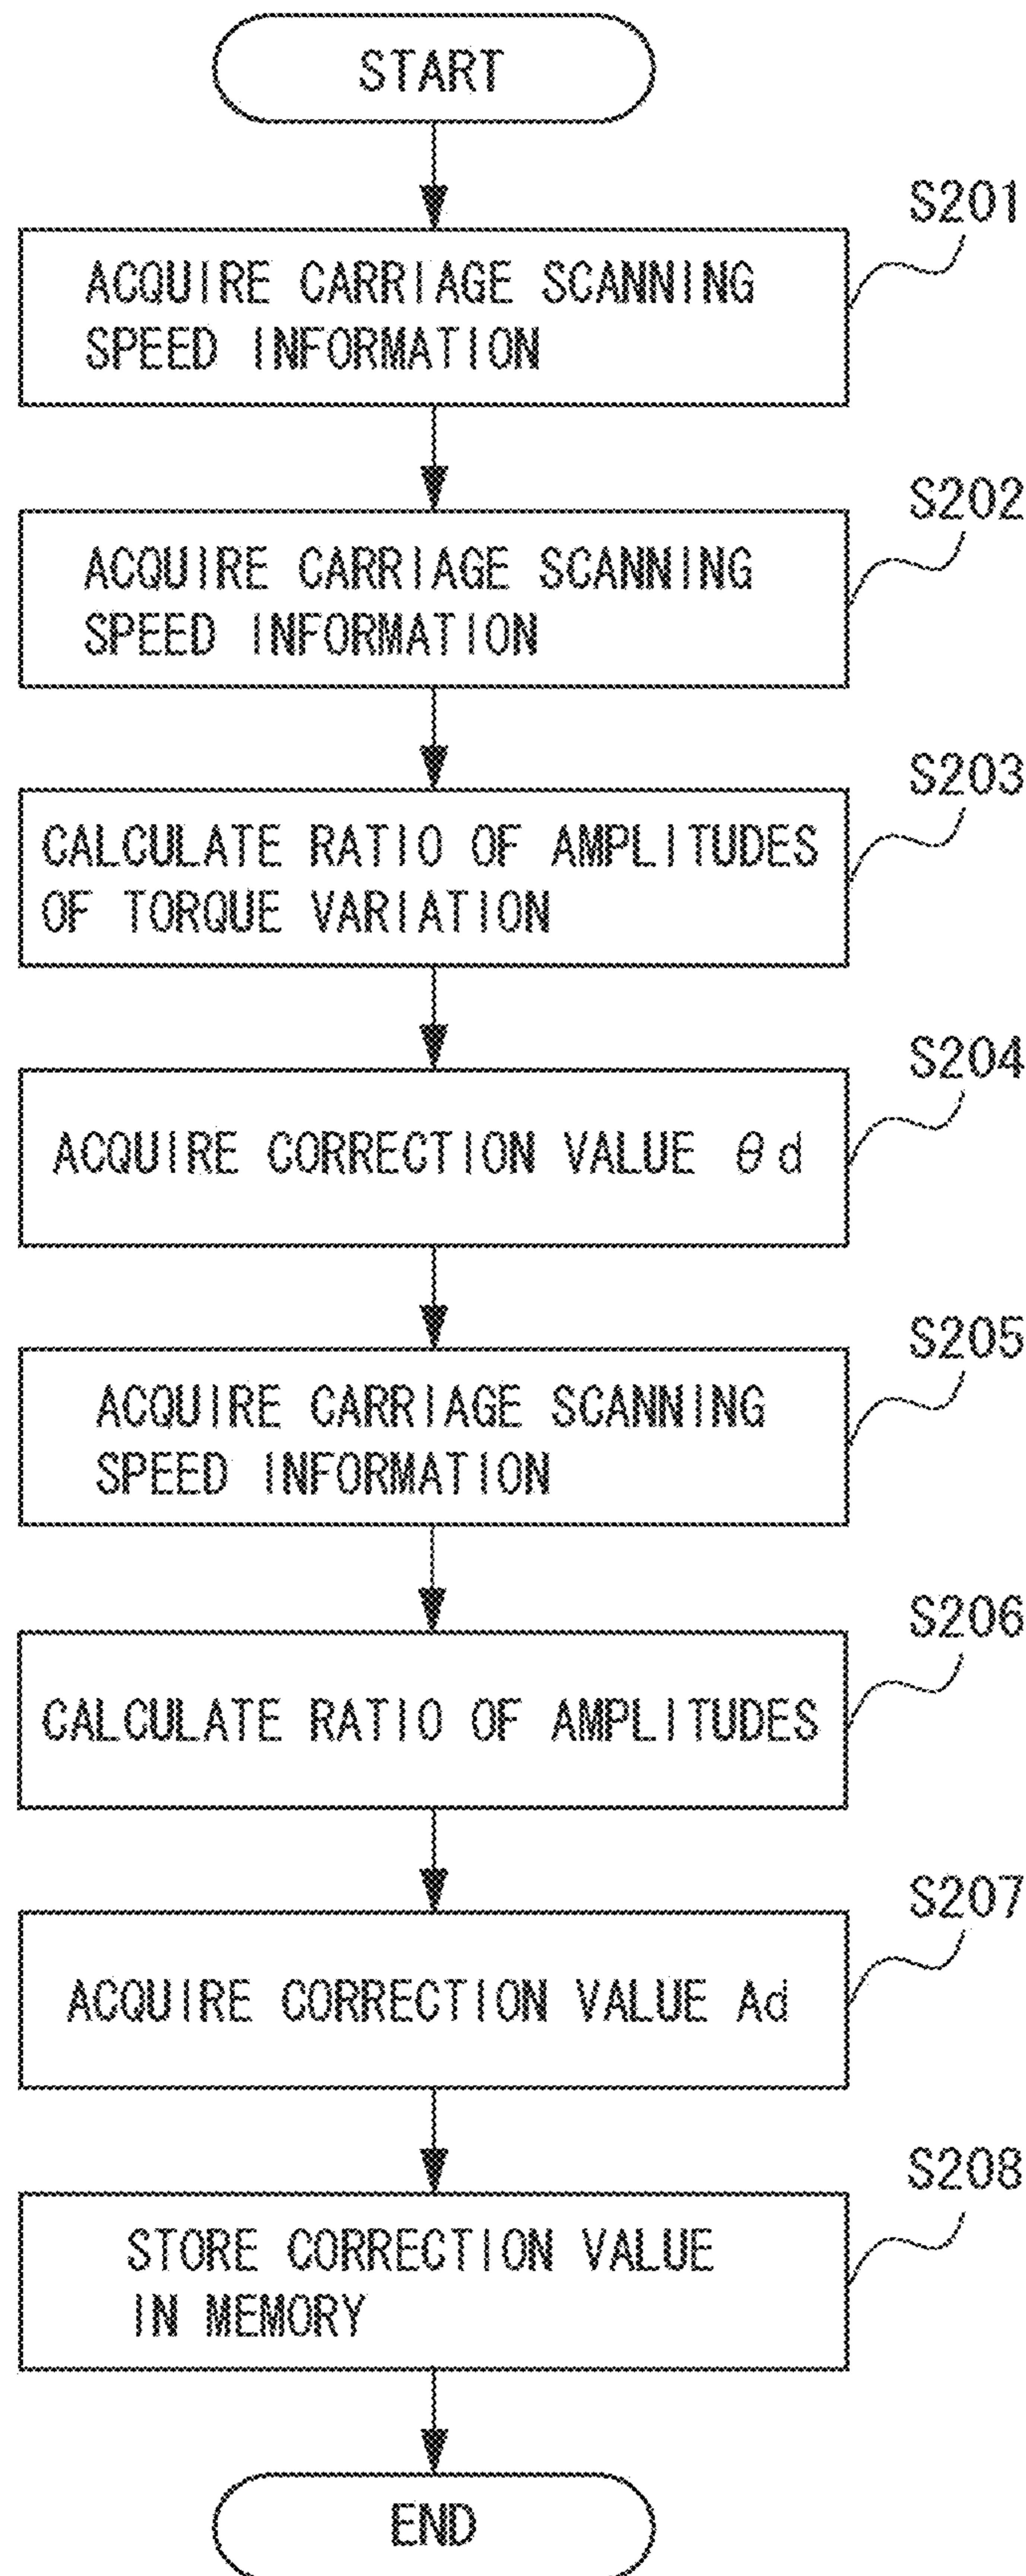 START
S201
ACQUIRE CARRIAGE SCANNING
SPEED INFORMATION
S202
ACQUIRE CARRIAGE SCANNING
SPEED INFORMATION
S203
CALCULATE RATIO OF AMPLITUDES
OF TORQUE VARIATION
S204
ACQUIRE CORRECTION VALUE θd
S205
ACQUIRE CARRIAGE SCANNING
SPEED INFORMATION
S206
CALCULATE RATIO OF AMPLITUDES
S207
ACQUIRE CORRECTION VALUE Ad
S208
STORE CORRECTION VALUE
IN MEMORY
END